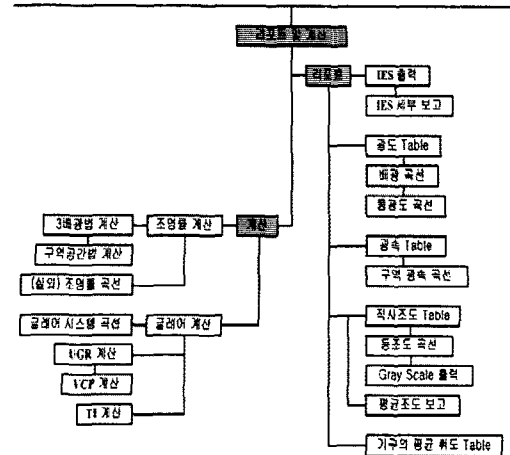 리포트 및 계산
리포트
IES 출력
IES 세부 보고
광도 Table
배광 곡선
등광도 곡선
광속 Table
구역 광속 곡선
직사조도 Table
등조도 곡선
Gray Scale 출력
평균조도 보고
기구의 평균 휘도 Table
계산
조명률 계산
3배광법 계산
구역공간법 계산
(실외) 조명률 곡선
글레어 계산
글레어 시스템 곡선
UGR 계산
VCP 계산
TI 계산